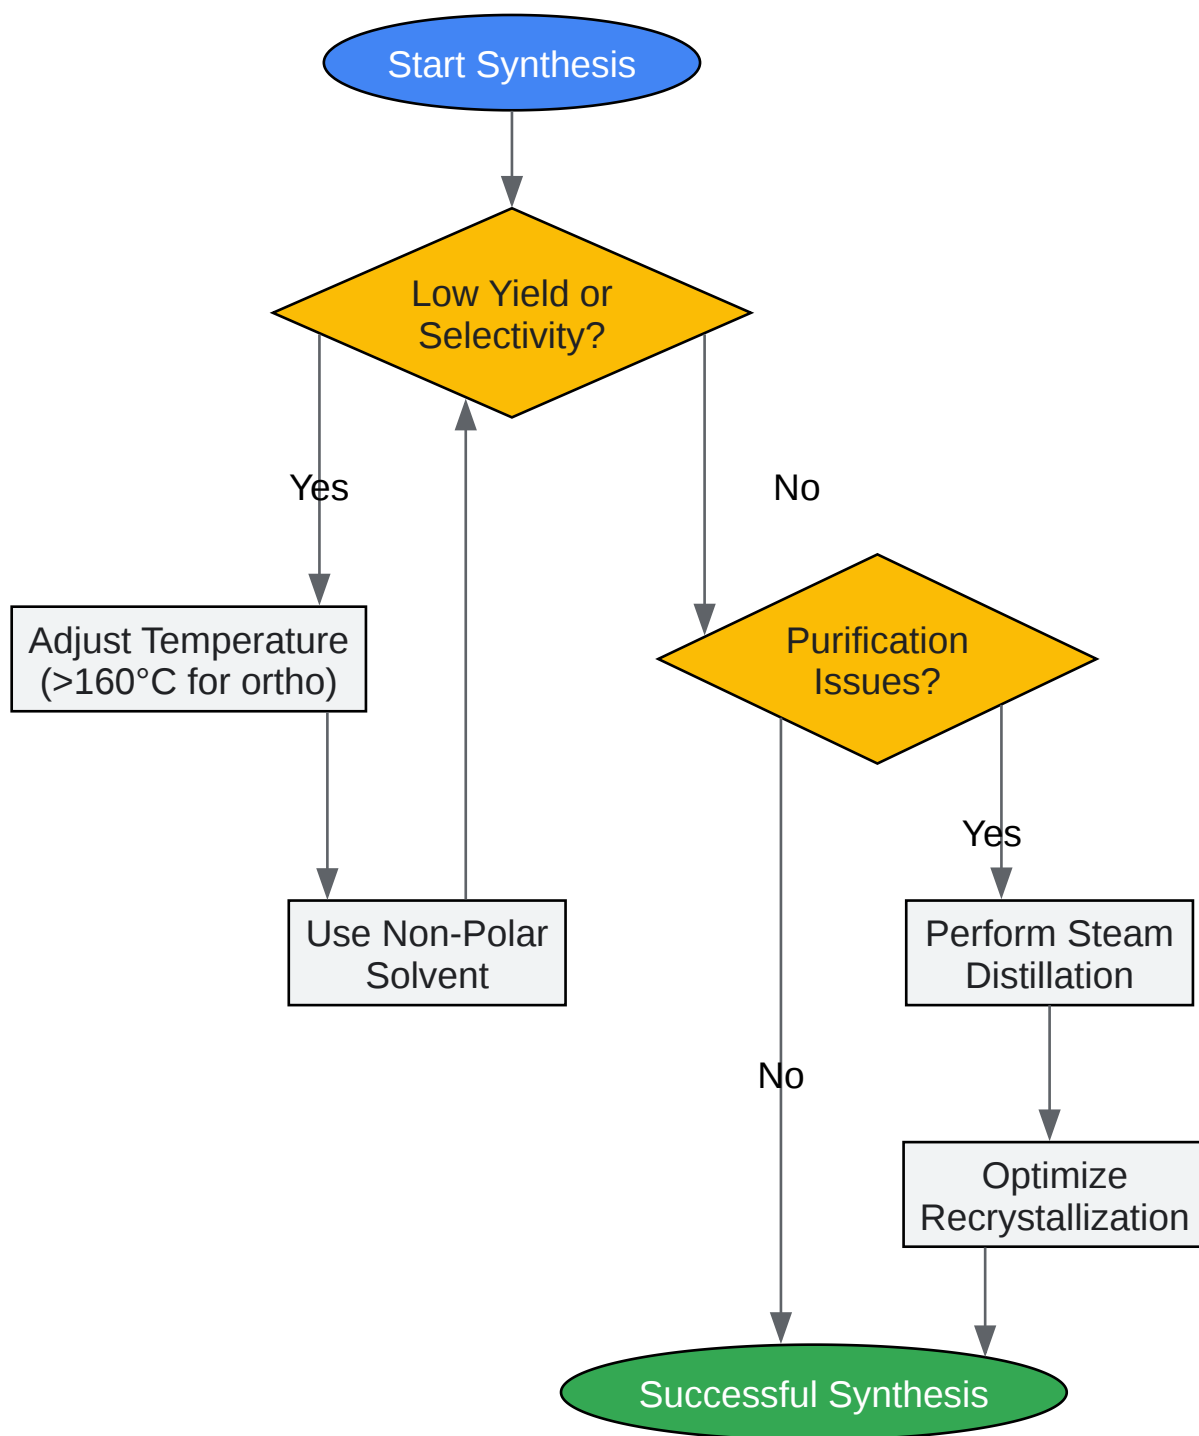 Start Synthesis
Low Yield or
Selectivity?
Yes
No
Adjust Temperature
(>160°C for ortho)
Purification
Issues?
Yes
Use Non-Polar
Solvent
Perform Steam
Distillation
No
Optimize
Recrystallization
Successful Synthesis